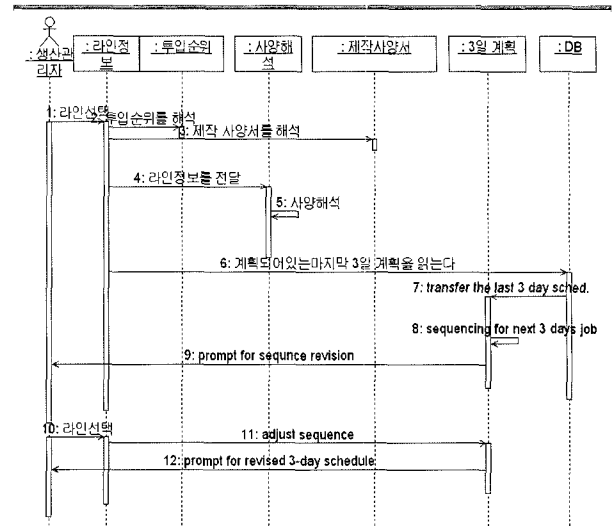 : 생산관
리자
: 라인정
보
: 투입순위
: 사양해
석
: 제작사양서
: 3일 계획
: DB
1: 라인선택
2: 투입순위를 해석
3: 제작 사양서를 해석
4: 라인정보를 전달
5: 사양해석
6: 계획되어있는마지막 3일 계획을 읽는다
7: transfer the last 3 day sched.
8: sequencing for next 3 days job
9: prompt for sequnce revision
10: 라인선택
11: adjust sequence
12: prompt for revised 3-day schedule